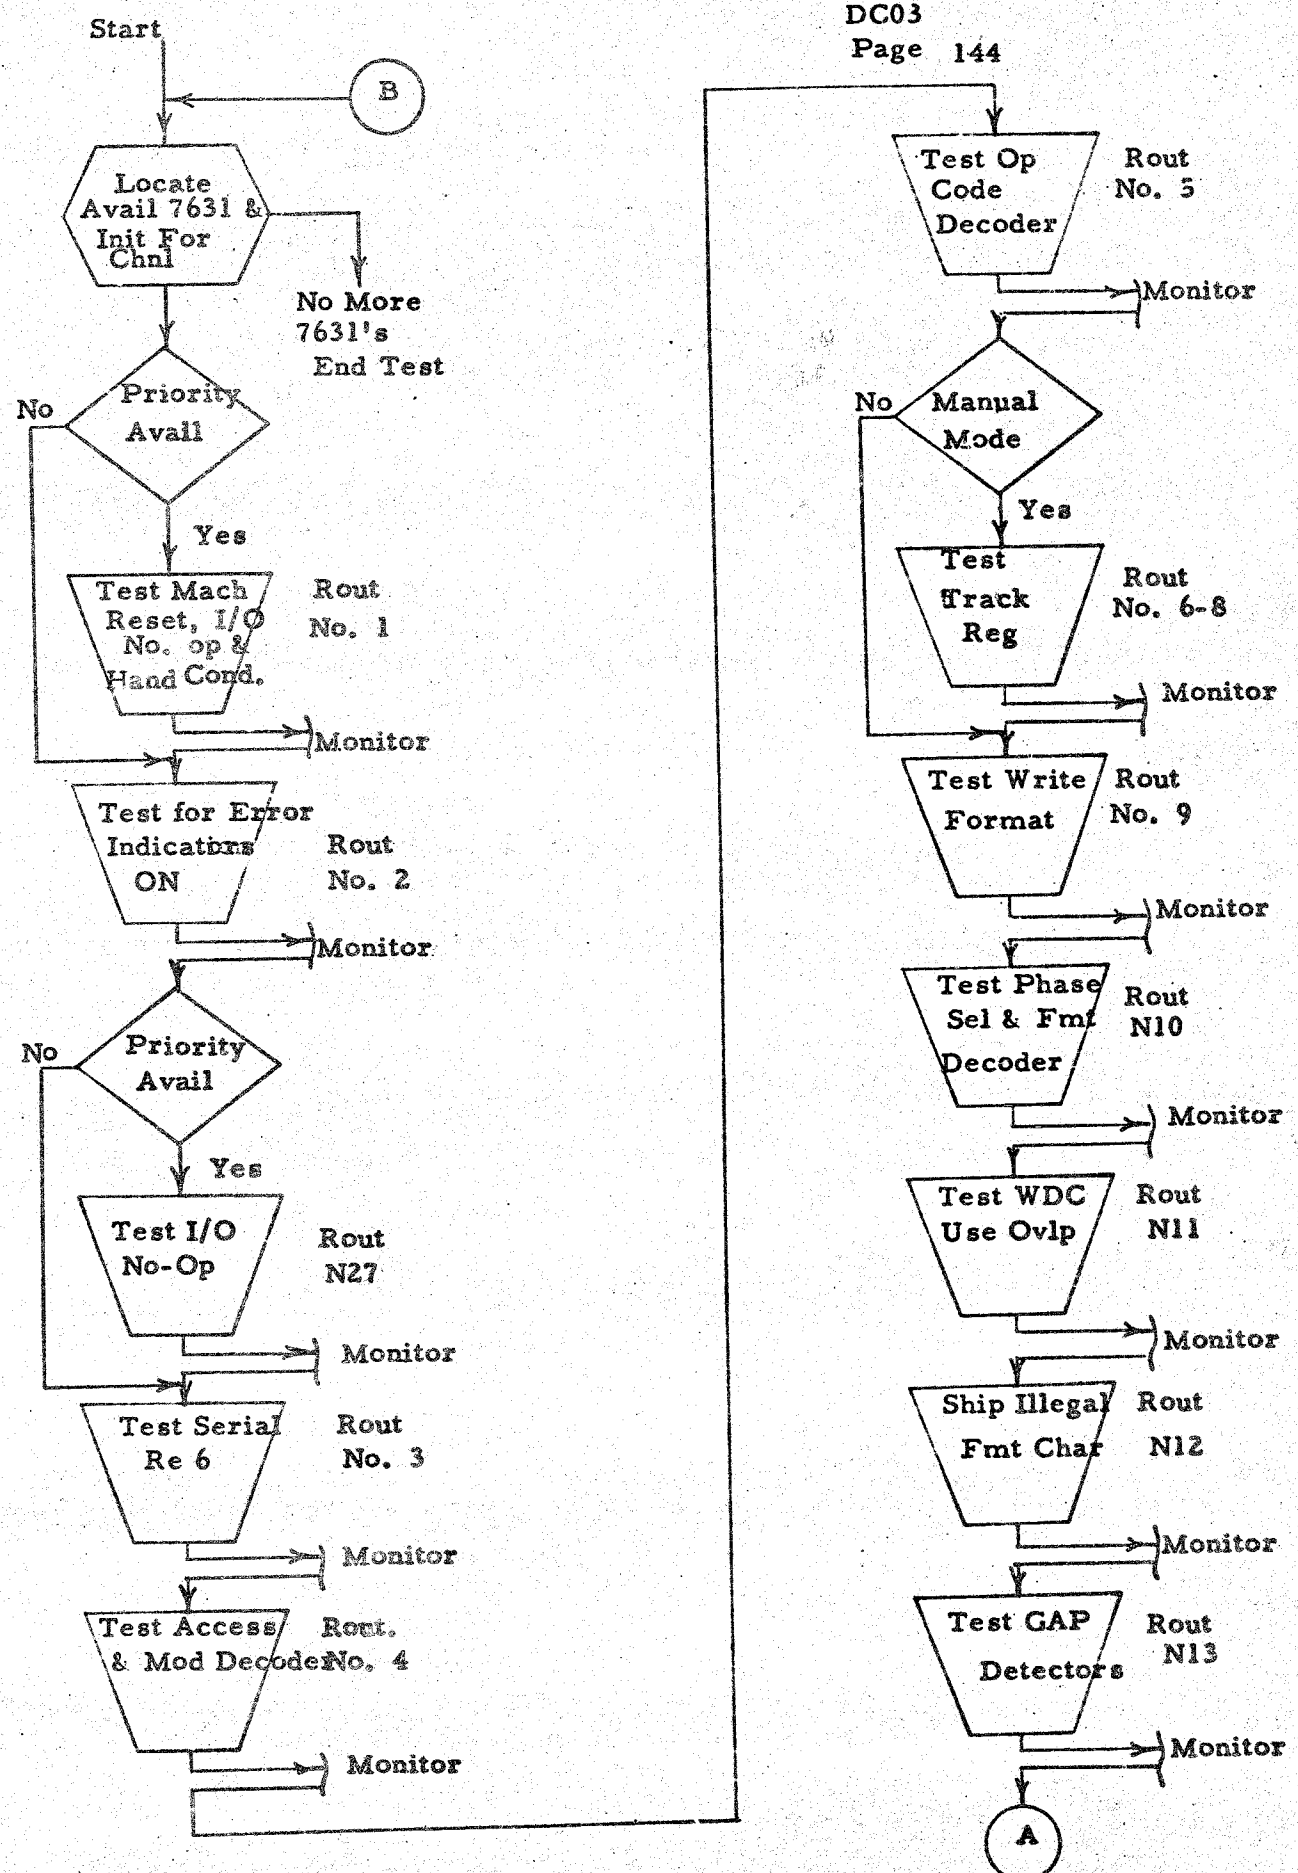 DC03
Page 144
Start
B
Locate
Avail 7631 &
Init For
Chnl
No More
7631's
End Test
Priority
Avail
No
Yes
Test Mach
Reset, I/O
No. op &
Hand Cond.
Rout
No. 1
Monitor
Test for Error
Indicators
ON
Rout
No. 2
Monitor
Priority
Avail
No
Yes
Test I/O
No-Op
Rout
N27
Monitor
Test Serial
Re 6
Rout
No. 3
Monitor
Test Access
& Mod Decoder
Rout.
No. 4
Monitor
Test Op
Code
Decoder
Rout
No. 5
Monitor
No
Manual
Mode
Yes
Test
Track
Reg
Rout
No. 6-8
Monitor
Test Write
Format
Rout
No. 9
Monitor
Test Phase
Sel & Fmt
Decoder
Rout
N10
Monitor
Test WDC
Use Ovlp
Rout
N11
Monitor
Ship Illegal
Fmt Char
Rout
N12
Monitor
Test GAP
Detectors
Rout
N13
Monitor
A